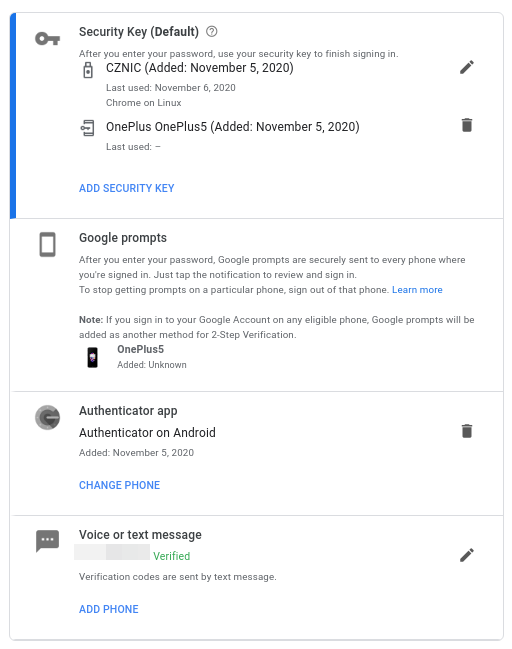 Security Key (Default)
After you enter your password, use your security key to finish signing in.
CZNIC (Added: November 5, 2020)
Last used: November 6, 2020
Chrome on Linux
OnePlus OnePlus5 (Added: November 5, 2020)
Last used: –
ADD SECURITY KEY
Google prompts
After you enter your password, Google prompts are securely sent to every phone where
you're signed in. Just tap the notification to review and sign in.
To stop getting prompts on a particular phone, sign out of that phone. Learn more
Note: If you sign in to your Google Account on any eligible phone, Google prompts will be
added as another method for 2-Step Verification.
OnePlus5
Added: Unknown
Authenticator app
Authenticator on Android
Added: November 5, 2020
CHANGE PHONE
Voice or text message
Verified
Verification codes are sent by text message.
ADD PHONE